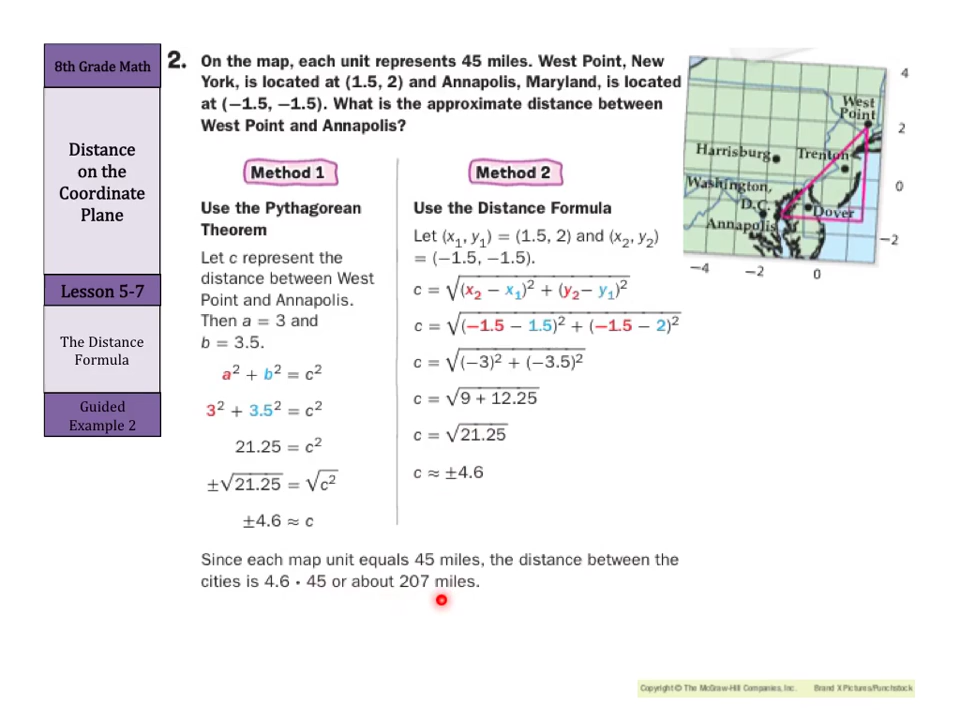 8th Grade Math
Distance
on the
Coordinate
Plane
Lesson 5-7
The Distance
Formula
Guided
Example 2
2. On the map, each unit represents 45 miles. West Point, New
York, is located at (1.5, 2) and Annapolis, Maryland, is located
at (−1.5, −1.5). What is the approximate distance between
West Point and Annapolis?
Method 1
Use the Pythagorean
Theorem
Let c represent the
distance between West
Point and Annapolis.
Then a = 3 and
b = 3.5.
a² + b² = c²
3² + 3.5² = c²
21.25 = c²
±√21.25 = √c²
±4.6 ≈ c
Method 2
Use the Distance Formula
Let (x₁, y₁) = (1.5, 2) and (x₂, y₂)
= (−1.5, −1.5).
c = √(x₂ − x₁)² + (y₂ − y₁)²
c = √(−1.5 − 1.5)² + (−1.5 − 2)²
c = √(−3)² + (−3.5)²
c = √9 + 12.25
c = √21.25
c ≈ ±4.6
Since each map unit equals 45 miles, the distance between the
cities is 4.6 • 45 or about 207 miles.
4
West
Point
2
Harrisburg
Trenton
0
Washington,
D.C.
Dover
Annapolis
−2
−4
−2
0
Copyright © The McGraw-Hill Companies, Inc. Brand X Pictures/Punchstock